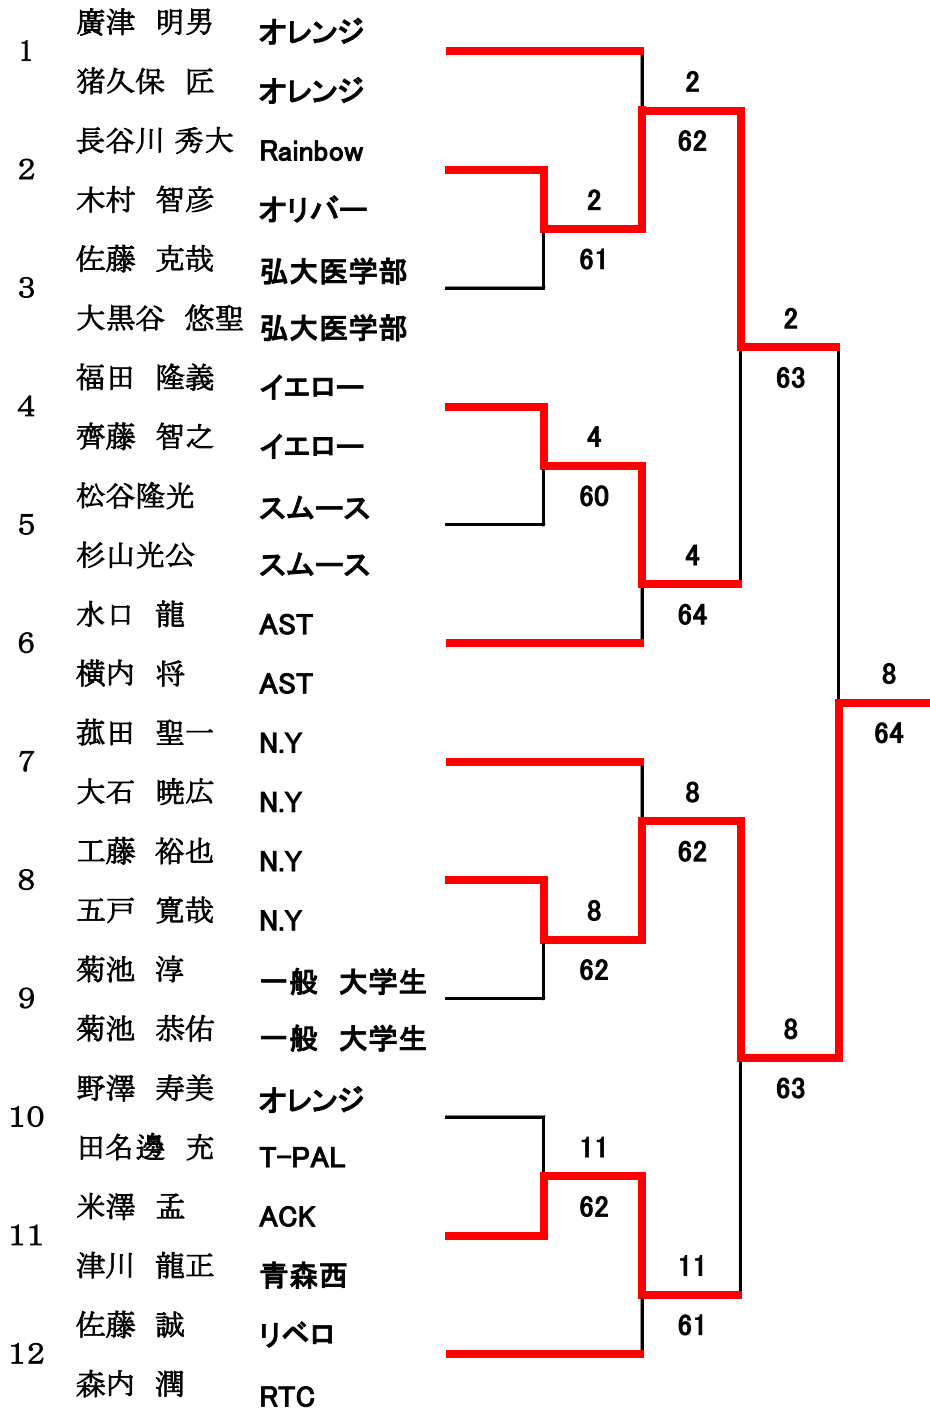 廣津 明男 オレンジ
1
猪久保 匠 オレンジ
2
長谷川 秀大 Rainbow
62
2
木村 智彦 オリバー
2
佐藤 克哉 弘大医学部
61
3
大黒谷 悠聖 弘大医学部
2
福田 隆義 イエロー
63
4
齊藤 智之 イエロー
4
松谷隆光 スムース
60
5
杉山光公 スムース
4
水口 龍 AST
64
6
横内 将 AST
8
菰田 聖一 N.Y
64
7
大石 暁広 N.Y
8
工藤 裕也 N.Y
62
8
五戸 寛哉 N.Y
8
菊池 淳 一般 大学生
62
9
菊池 恭佑 一般 大学生
8
野澤 寿美 オレンジ
63
10
田名邊 充 T-PAL
11
米澤 孟 ACK
62
11
津川 龍正 青森西
11
佐藤 誠 リベロ
61
12
森内 潤 RTC